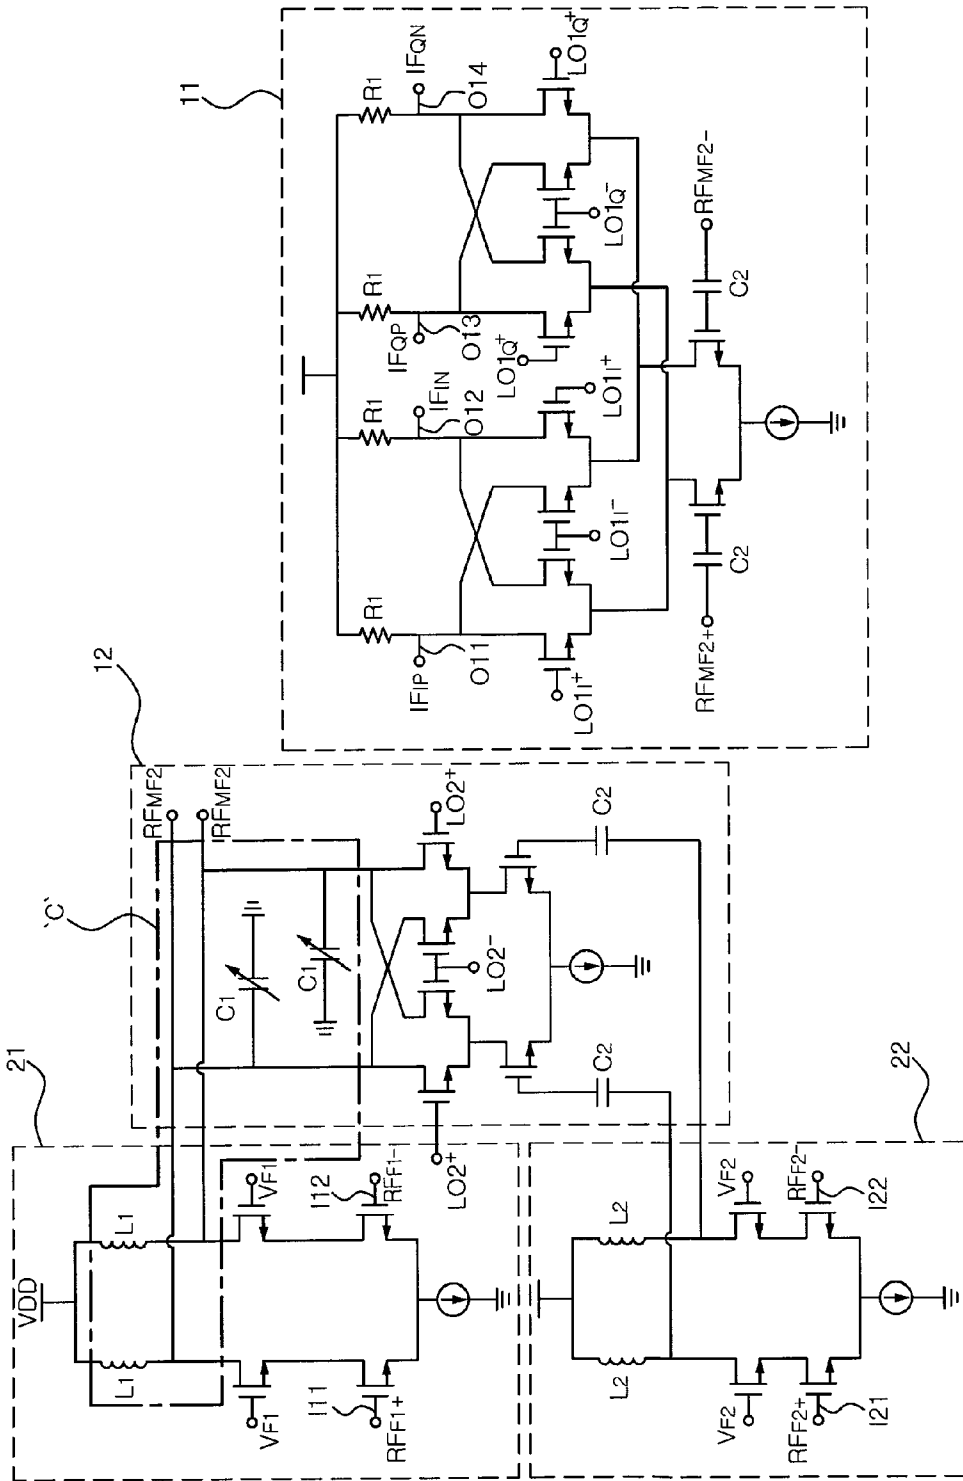 11
R1
R1
R1
R1
IFIP
O11
IFIN
O12
IFQP
O13
IFQN
O14
LO1I+
LO1I-
LO1I+
LO1Q+
LO1Q-
LO1Q+
RFMF2+
C2
C2
RFMF2-
12
'C'
RFMF2
RFMF2
C1
C1
LO2+
LO2-
LO2+
C2
C2
21
VDD
L1
L1
VF1
VF1
I11
RFF1+
I12
RFF1-
22
L2
L2
VF2
VF2
RFF2+
I21
RFF2-
I22